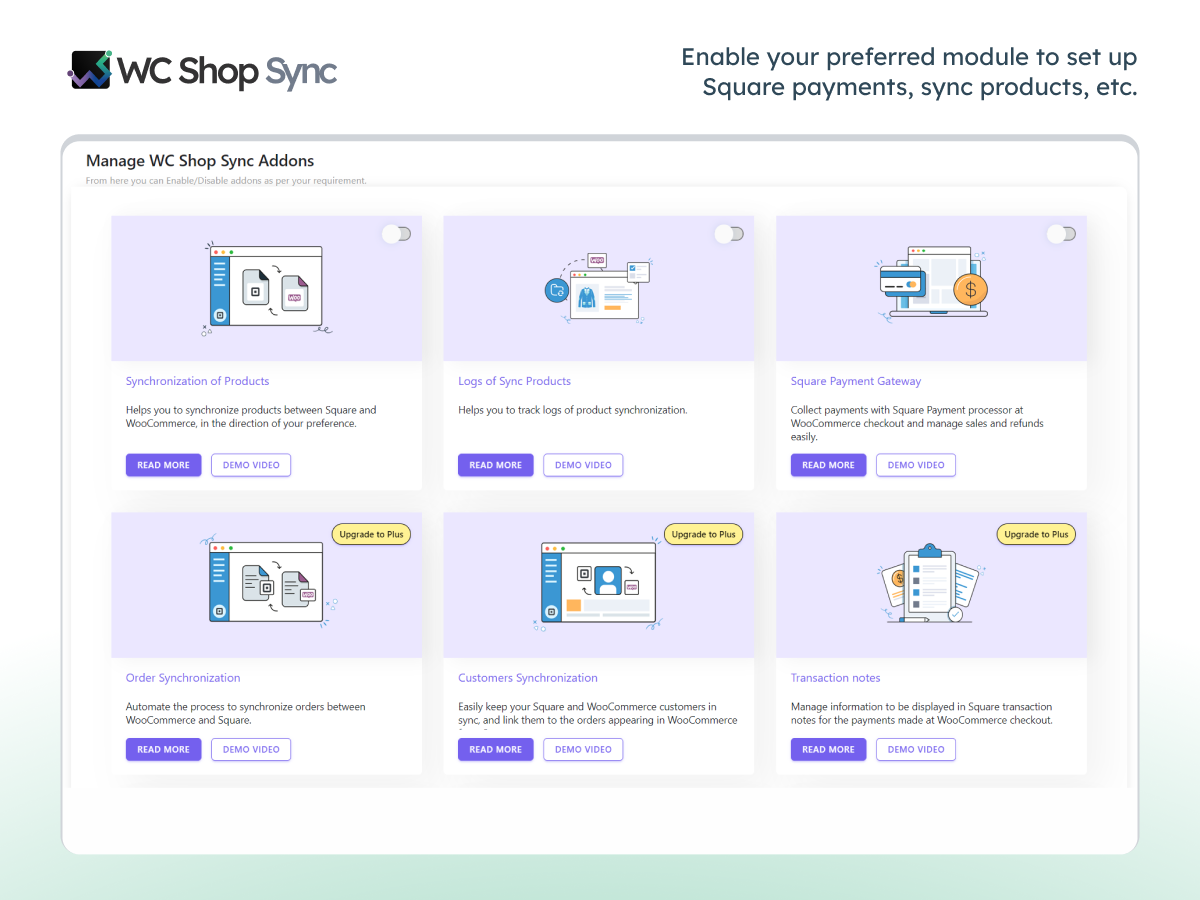 WC Shop Sync
Enable your preferred module to set up
Square payments, sync products, etc.
Manage WC Shop Sync Addons
From here you can Enable/Disable addons as per your requirement.
woo
woo
$
Synchronization of Products
Helps you to synchronize products between Square and
WooCommerce, in the direction of your preference.
READ MORE
DEMO VIDEO
Logs of Sync Products
Helps you to track logs of product synchronization.
READ MORE
DEMO VIDEO
Square Payment Gateway
Collect payments with Square Payment processor at
WooCommerce checkout and manage sales and refunds
easily.
READ MORE
DEMO VIDEO
Upgrade to Plus
woo
Upgrade to Plus
woo
Upgrade to Plus
$
Order Synchronization
Automate the process to synchronize orders between
WooCommerce and Square.
READ MORE
DEMO VIDEO
Customers Synchronization
Easily keep your Square and WooCommerce customers in
sync, and link them to the orders appearing in WooCommerce
READ MORE
DEMO VIDEO
Transaction notes
Manage information to be displayed in Square transaction
notes for the payments made at WooCommerce checkout.
READ MORE
DEMO VIDEO